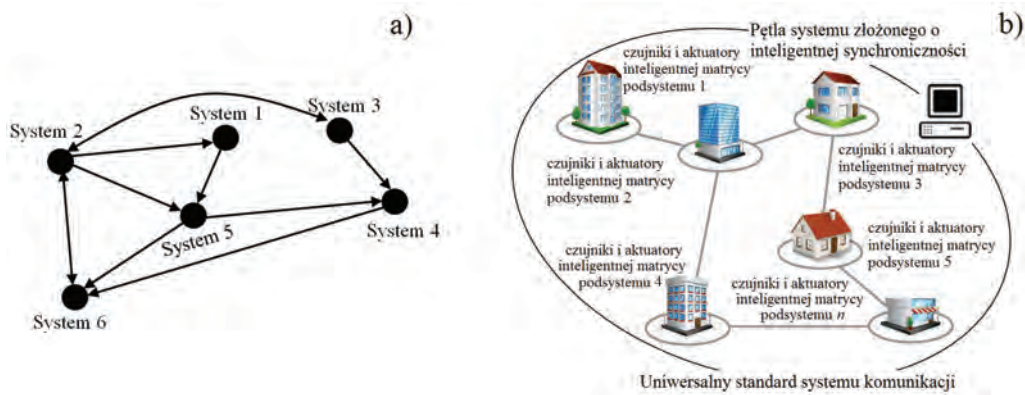 a)
System 3
System 1
System 2
System 5
System 4
System 6
b)
Pętla systemu złożonego o
inteligentnej synchroniczności
czujniki i aktuatory
inteligentnej matrycy
podsystemu 1
czujniki i aktuatory
inteligentnej matrycy
podsystemu 2
czujniki i aktuatory
inteligentnej matrycy
podsystemu 3
czujniki i aktuatory
inteligentnej matrycy
podsystemu 4
czujniki i aktuatory
inteligentnej matrycy
podsystemu 5
czujniki i aktuatory
inteligentnej matrycy
podsystemu n
Uniwersalny standard systemu komunikacji